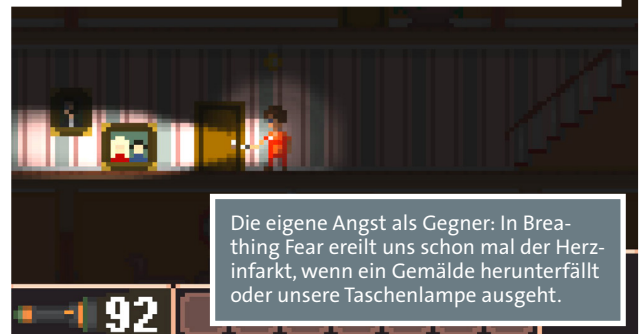 Die eigene Angst als Gegner: In Brea-
thing Fear ereilt uns schon mal der Herz-
infarkt, wenn ein Gemälde herunterfällt
oder unsere Taschenlampe ausgeht.
92